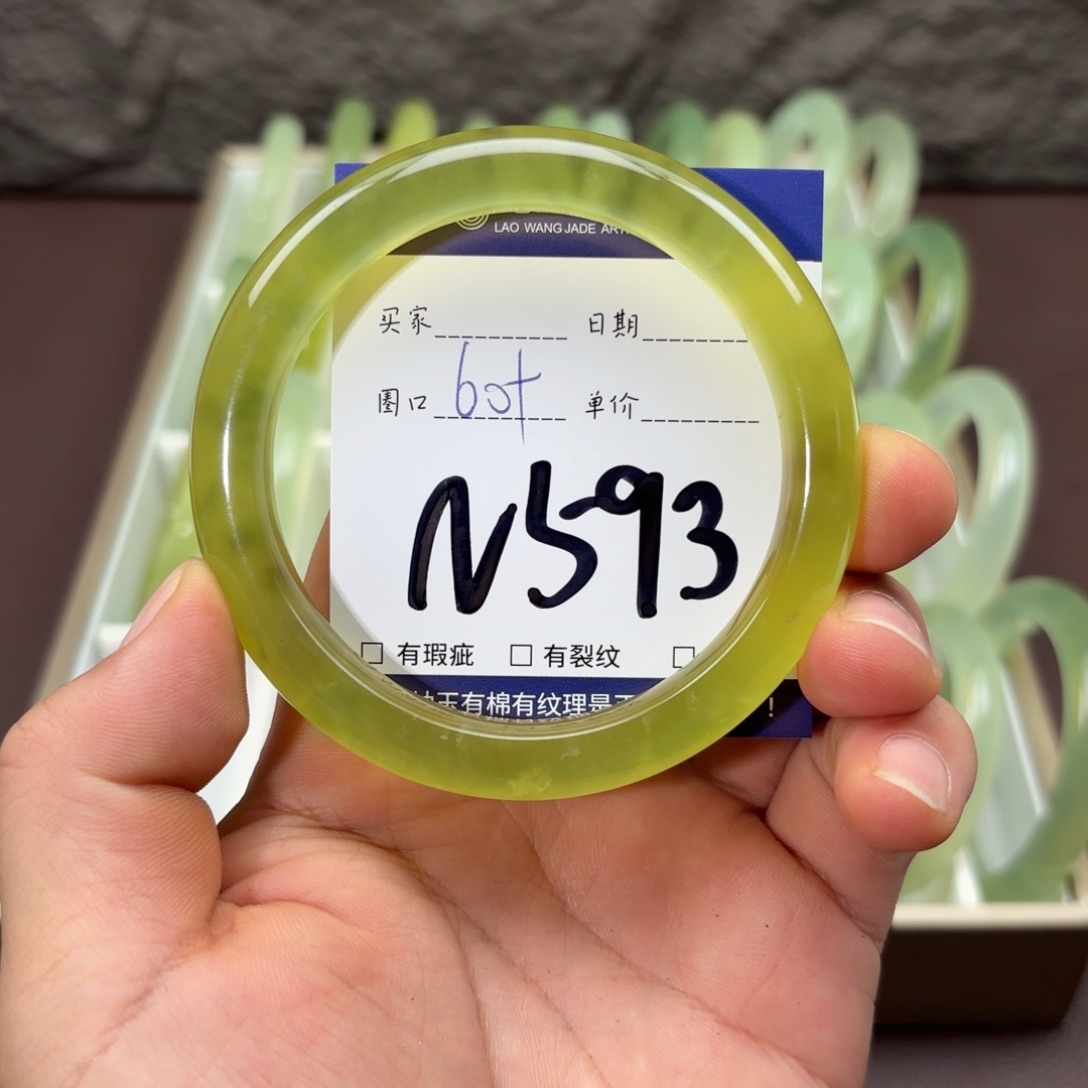 LAO WANG JADE
买家 日期
圈口 60+ 单价
N593
□ 有瑕疵 □ 有裂纹 □
玉有棉有纹理是 !